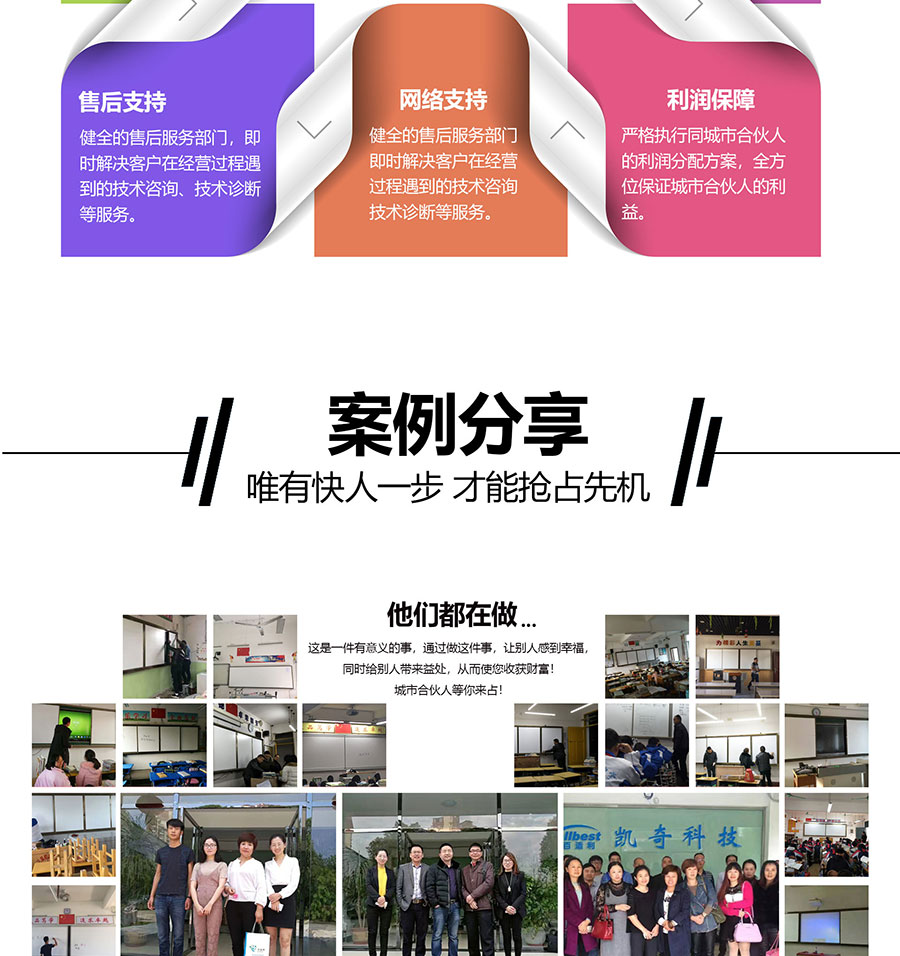 售后支持
健全的售后服务部门，即
时解决客户在经营过程遇
到的技术咨询、技术诊断
等服务。
网络支持
健全的售后服务部门
即时解决客户在经营
过程遇到的技术咨询
技术诊断等服务。
利润保障
严格执行同城市合伙人
的利润分配方案，全方
位保证城市合伙人的利
益。
案例分享
唯有快人一步 才能抢占先机
他们都在做...
这是一件有意义的事，通过做这件事，让别人感到幸福，
同时给别人带来益处，从而使您收获财富！
城市合伙人等你来占！
llbest
凯奇科技